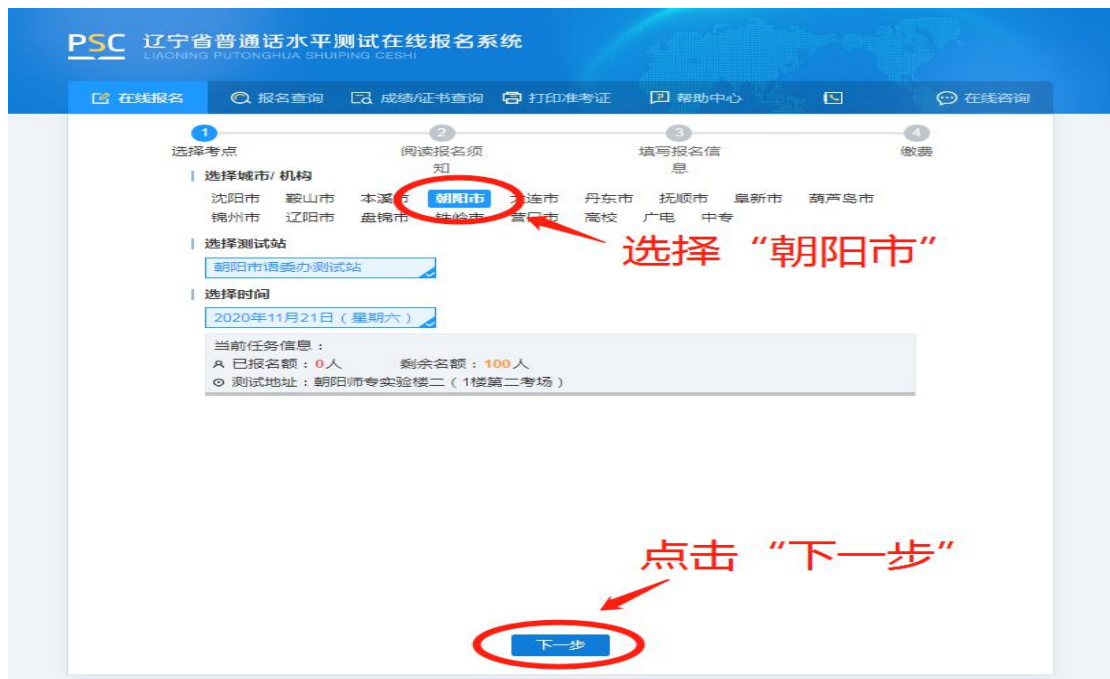 PSC 辽宁省普通话水平测试在线报名系统
LIAONING PUTONGHUA SHUIPING CESHI
在线报名 报名查询 成绩/证书查询 打印准考证 帮助中心 在线咨询
1 2 3 4
选择考点 阅读报名须知 填写报名信息 缴费
选择城市/ 机构
沈阳市 鞍山市 本溪市 朝阳市 大连市 丹东市 抚顺市 阜新市 葫芦岛市
锦州市 辽阳市 盘锦市 铁岭市 营口市 高校 广电 中专
选择“朝阳市”
选择测试站
朝阳市语委办测试站
选择时间
2020年11月21日（星期六）
当前任务信息：
已报名额：0人 剩余名额：100人
测试地址：朝阳师专实验楼二（1楼第二考场）
点击“下一步”
下一步